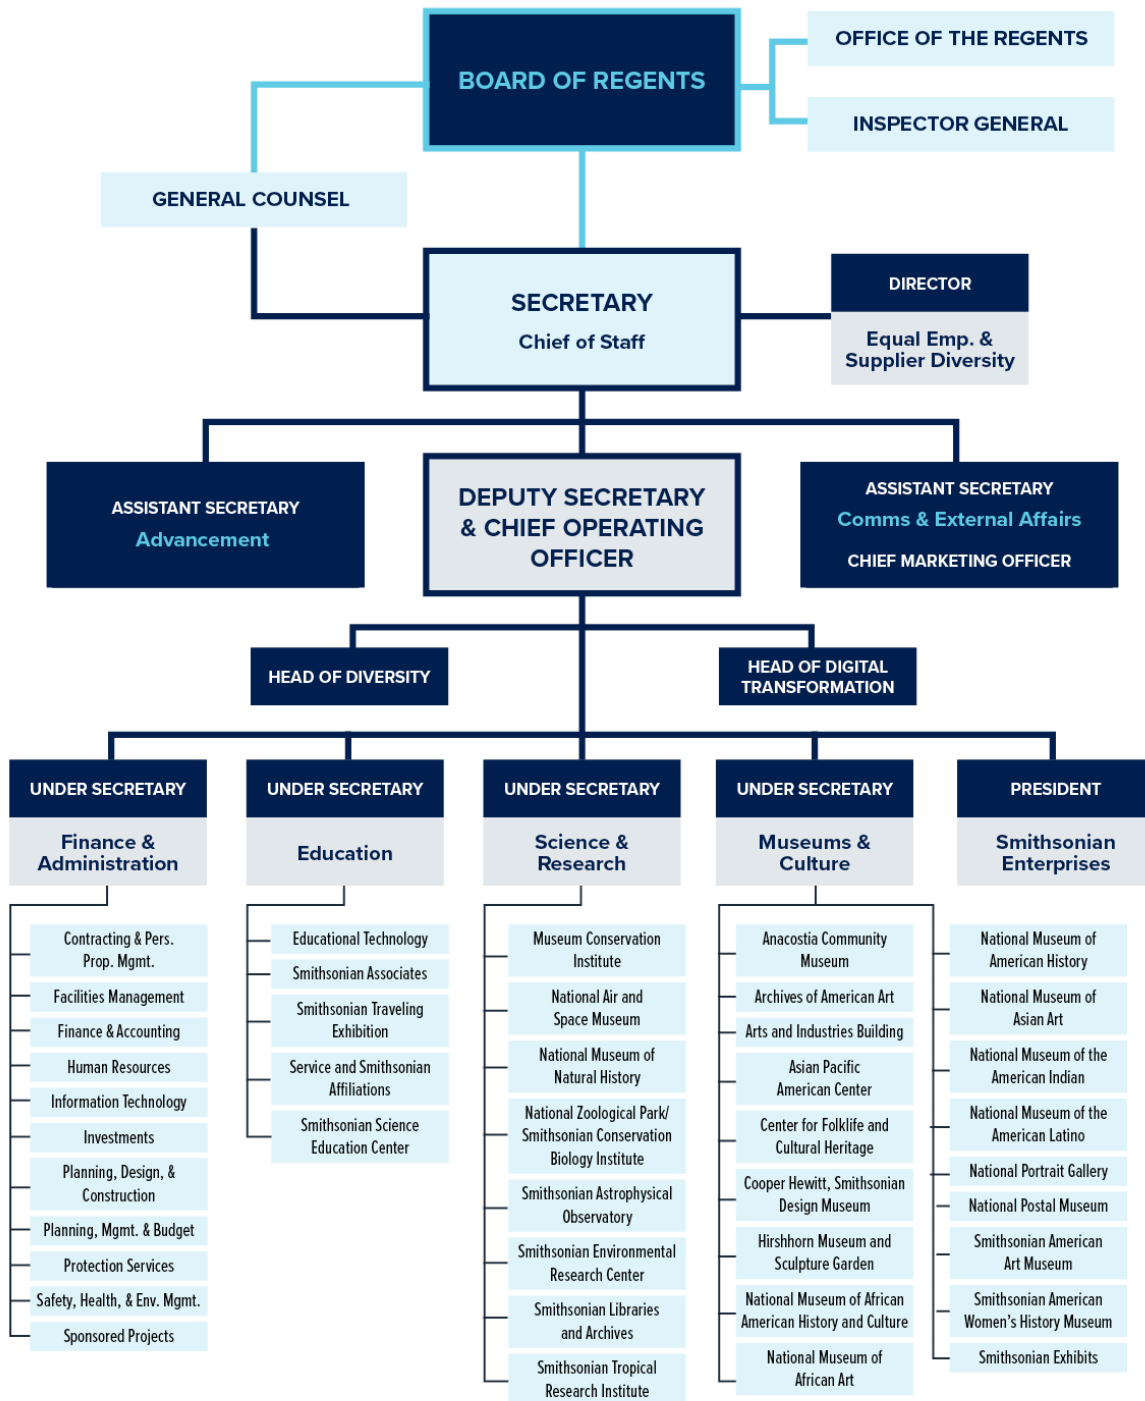 BOARD OF REGENTS
OFFICE OF THE REGENTS
INSPECTOR GENERAL
GENERAL COUNSEL
SECRETARY
Chief of Staff
DIRECTOR
Equal Emp. &
Supplier Diversity
ASSISTANT SECRETARY
Advancement
DEPUTY SECRETARY
& CHIEF OPERATING
OFFICER
ASSISTANT SECRETARY
Comms & External Affairs
CHIEF MARKETING OFFICER
HEAD OF DIVERSITY
HEAD OF DIGITAL
TRANSFORMATION
UNDER SECRETARY
Finance &
Administration
Contracting & Pers.
Prop. Mgmt.
Facilities Management
Finance & Accounting
Human Resources
Information Technology
Investments
Planning, Design, &
Construction
Planning, Mgmt. & Budget
Protection Services
Safety, Health, & Env. Mgmt.
Sponsored Projects
UNDER SECRETARY
Education
Educational Technology
Smithsonian Associates
Smithsonian Traveling
Exhibition
Service and Smithsonian
Affiliations
Smithsonian Science
Education Center
UNDER SECRETARY
Science &
Research
Museum Conservation
Institute
National Air and
Space Museum
National Museum of
Natural History
National Zoological Park/
Smithsonian Conservation
Biology Institute
Smithsonian Astrophysical
Observatory
Smithsonian Environmental
Research Center
Smithsonian Libraries
and Archives
Smithsonian Tropical
Research Institute
UNDER SECRETARY
Museums &
Culture
Anacostia Community
Museum
Archives of American Art
Arts and Industries Building
Asian Pacific
American Center
Center for Folklife and
Cultural Heritage
Cooper Hewitt, Smithsonian
Design Museum
Hirshhorn Museum and
Sculpture Garden
National Museum of African
American History and Culture
National Museum of
African Art
PRESIDENT
Smithsonian
Enterprises
National Museum of
American History
National Museum of
Asian Art
National Museum of the
American Indian
National Museum of the
American Latino
National Portrait Gallery
National Postal Museum
Smithsonian American
Art Museum
Smithsonian American
Women's History Museum
Smithsonian Exhibits